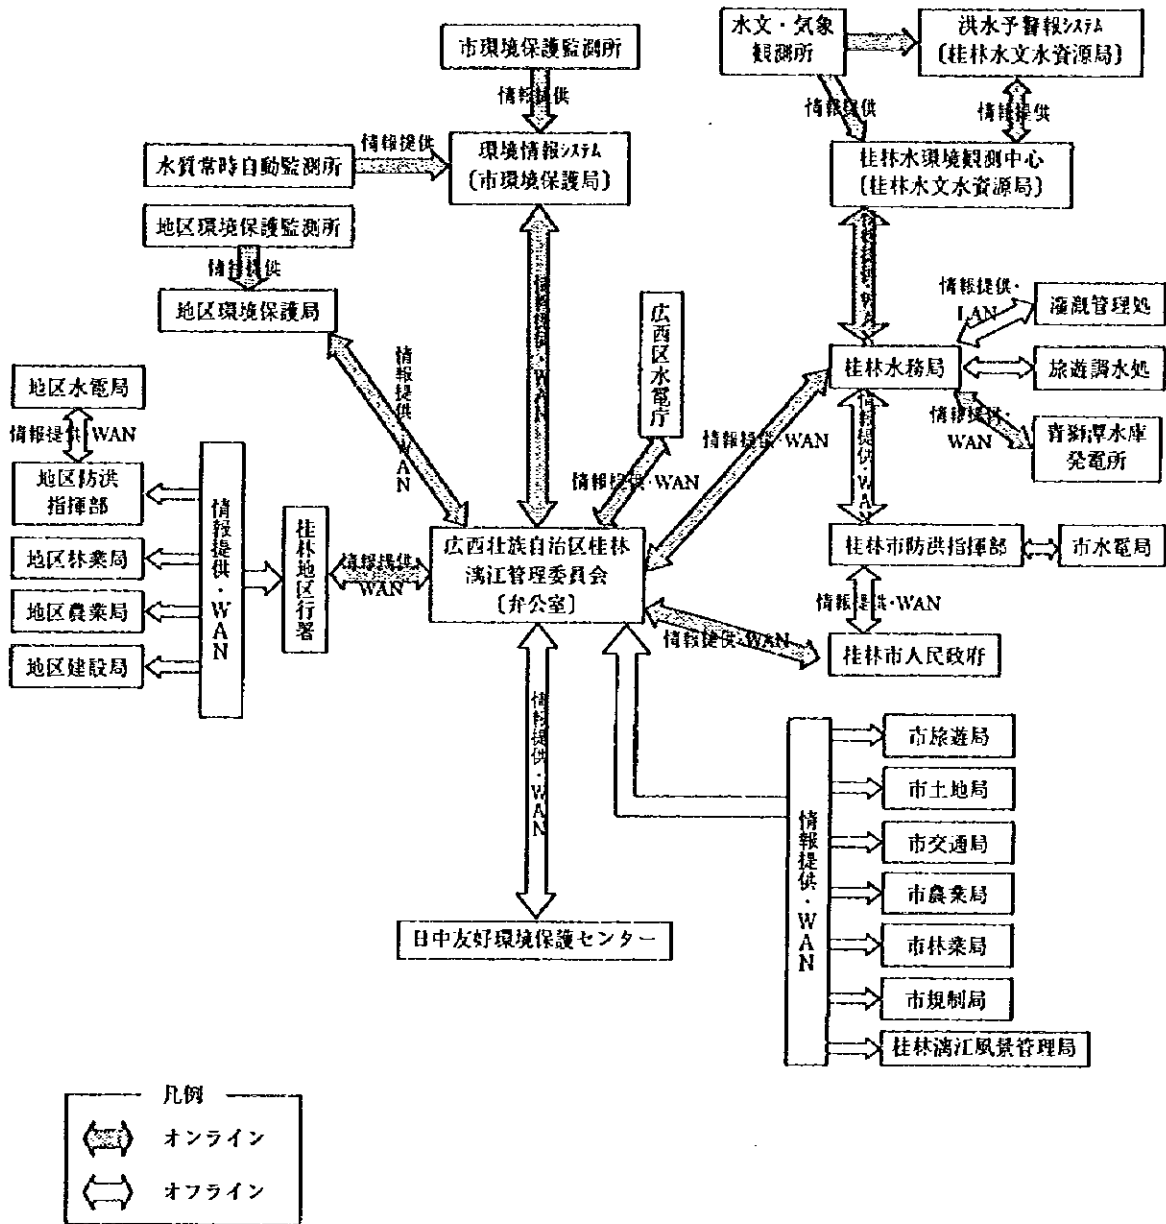 水文・気象
観測所
洪水予警報システム
〔桂林水文水資源局〕
市環境保護監測所
情報提供
情報提供
情報提供
水質常時自動監測所
情報提供
環境情報システム
〔市環境保護局〕
桂林水環境観測中心
〔桂林水文水資源局〕
地区環境保護監測所
情報提供
地区環境保護局
情報提供・WAN
情報提供・WAN
情報提供・WAN
広西区水電庁
情報提供・
LAN
灌漑管理処
桂林水務局
旅遊調水処
情報提供・
WAN
青獅潭水庫
発電所
地区水電局
情報提供・WAN
地区防洪
指揮部
地区林業局
地区農業局
地区建設局
情報提供・WAN
桂林地区行署
情報提供・
WAN
情報提供・WAN
情報提供・WAN
情報提供・WAN
広西壮族自治区桂林
漓江管理委員会
〔弁公室〕
桂林市防洪指揮部
市水電局
情報提供・WAN
情報提供・WAN
桂林市人民政府
情報提供・WAN
日中友好環境保護センター
情報提供・WAN
市旅遊局
市土地局
市交通局
市農業局
市林業局
市規制局
桂林漓江風景管理局
凡例
オンライン
オフライン